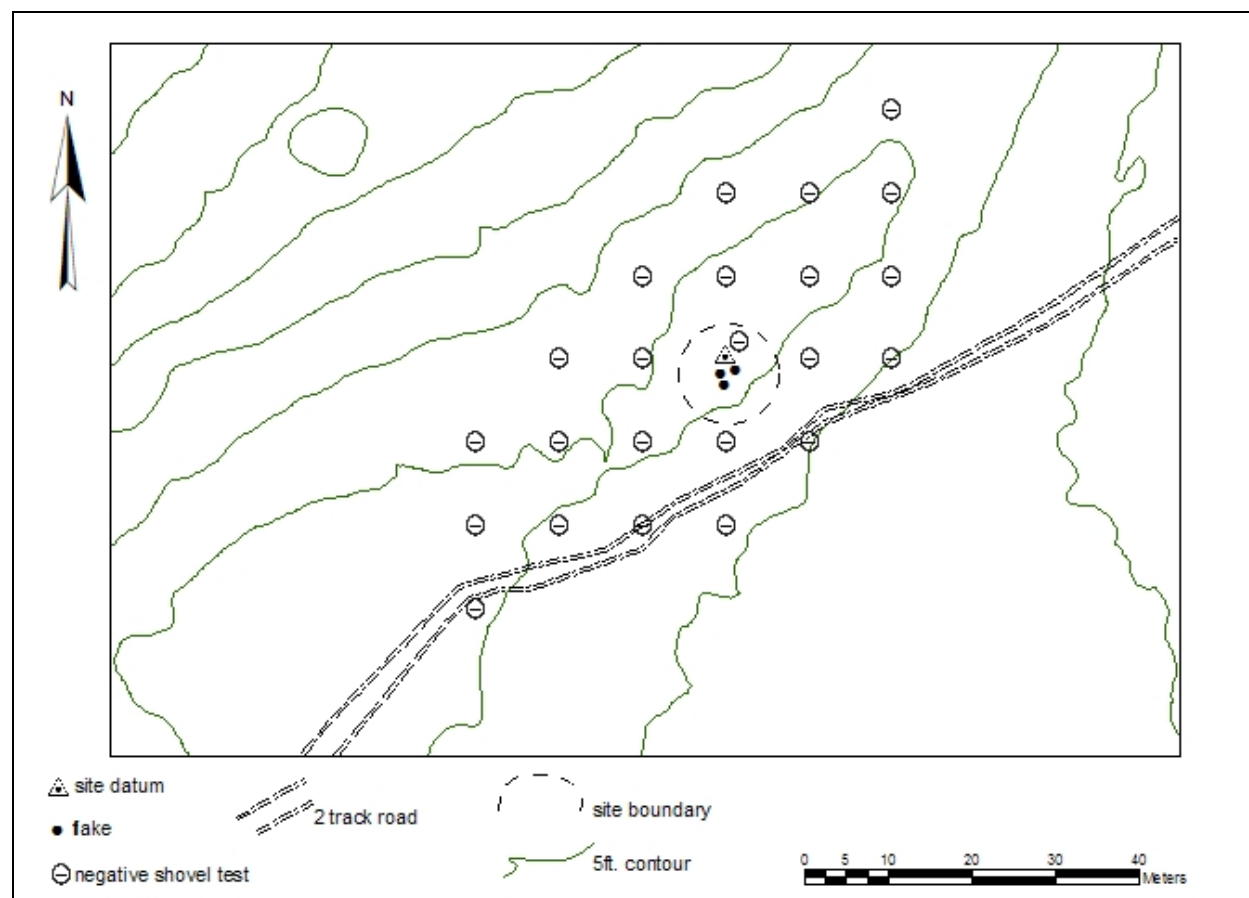 N
site datum
2 track road
site boundary
flake
negative shovel test
5ft. contour
0 5 10 20 30 40
Meters